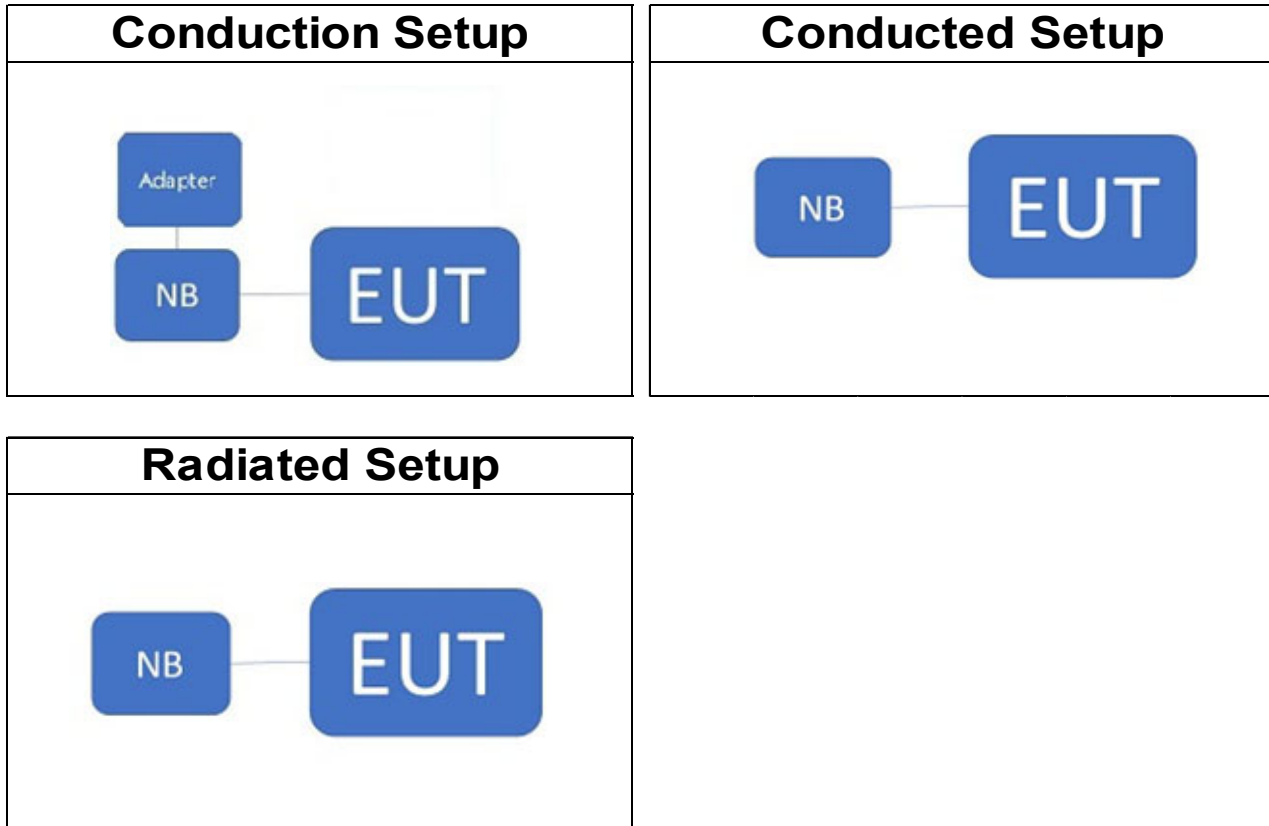 Conduction Setup
Adapter
NB
EUT
Conducted Setup
NB
EUT
Radiated Setup
NB
EUT